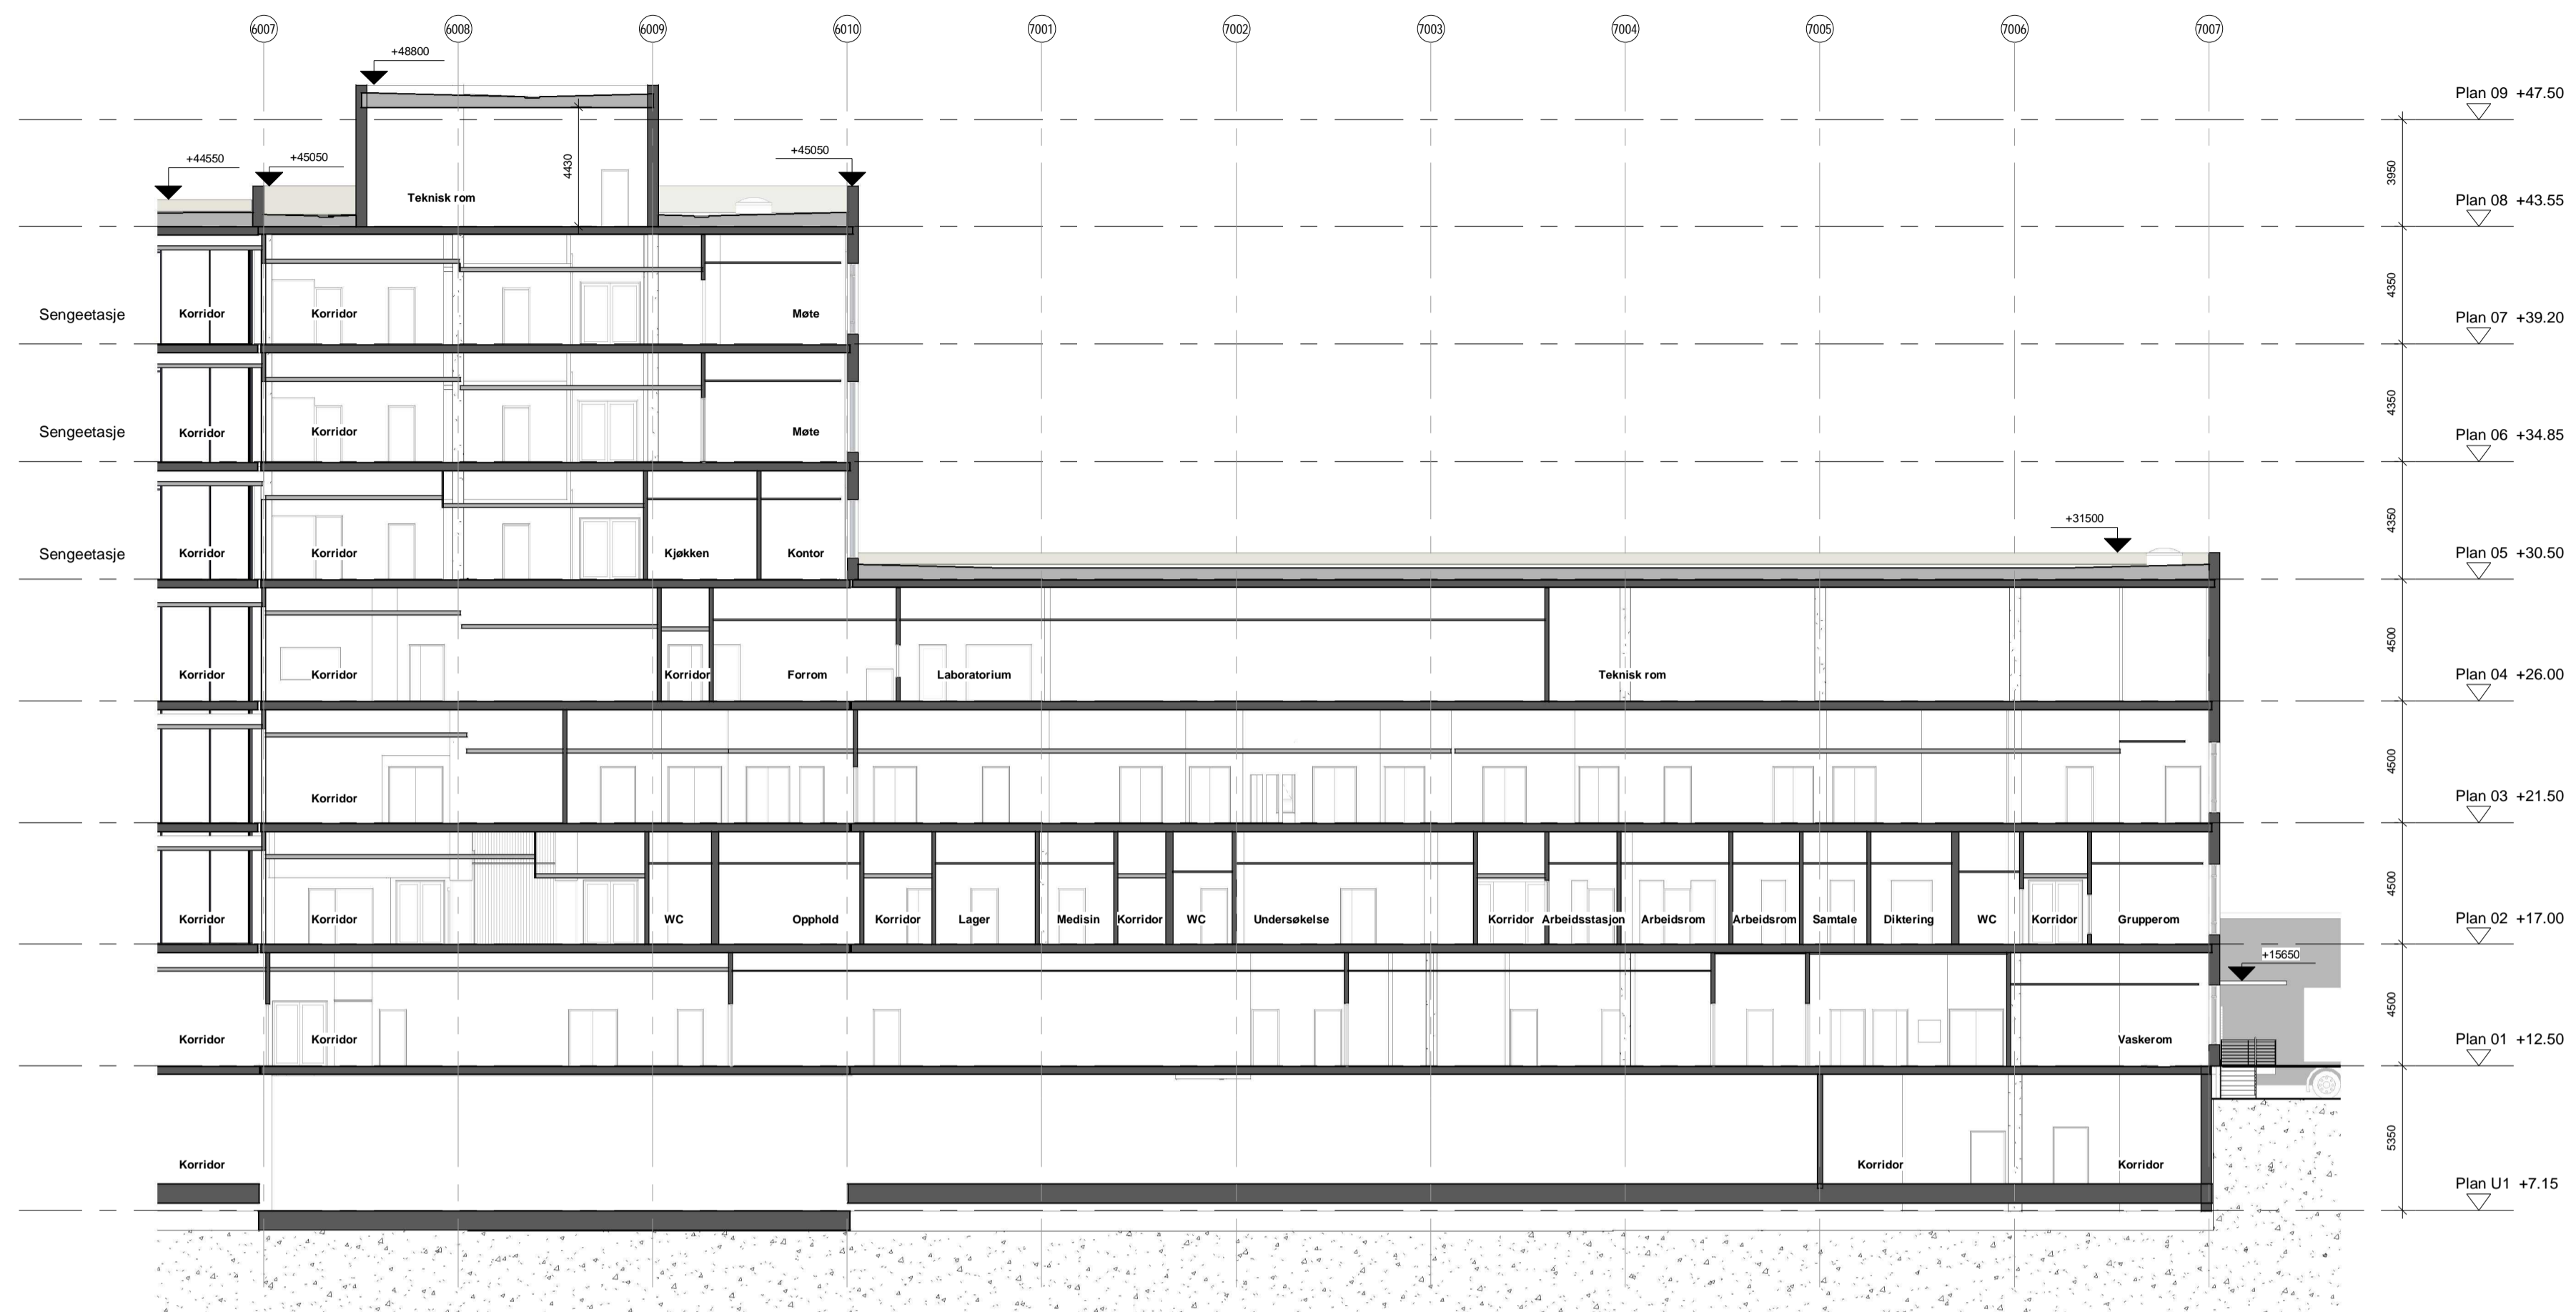 6007 6008 6009 6010 7001 7002 7003 7004 7005 7006 7007
+48800
Plan 09 +47.50
+44550 +45050 +45050
4430 3950
Teknisk rom Plan 08 +43.55
4350
Sengeetasje Korridor Korridor Møte Plan 07 +39.20
4350
Sengeetasje Korridor Korridor Møte Plan 06 +34.85
+31500 4350
Sengeetasje Korridor Korridor Kjøkken Kontor Plan 05 +30.50
4500
Korridor Korridor Korridor Forrom Laboratorium Teknisk rom Plan 04 +26.00
4500
Korridor Plan 03 +21.50
4500
Korridor Korridor WC Opphold Korridor Lager Medisin Korridor WC Undersøkelse Korridor Arbeidsstasjon Arbeidsrom Arbeidsrom Samtale Diktering WC Korridor Grupperom Plan 02 +17.00
+15650
4500
Korridor Korridor Vaskerom Plan 01 +12.50
5350
Korridor Korridor Korridor Plan U1 +7.15